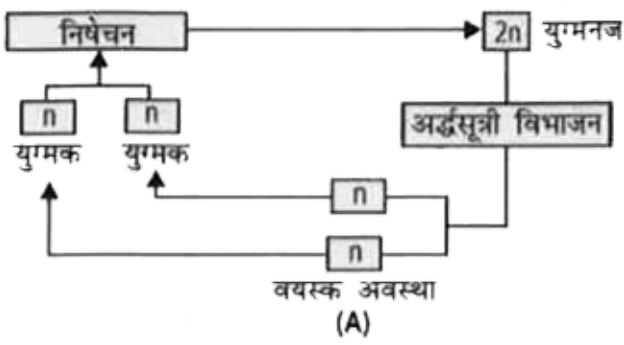 निषेचन
2n युग्मनज
n n
अर्द्धसूत्री विभाजन
युग्मक युग्मक
n
n
वयस्क अवस्था
(A)